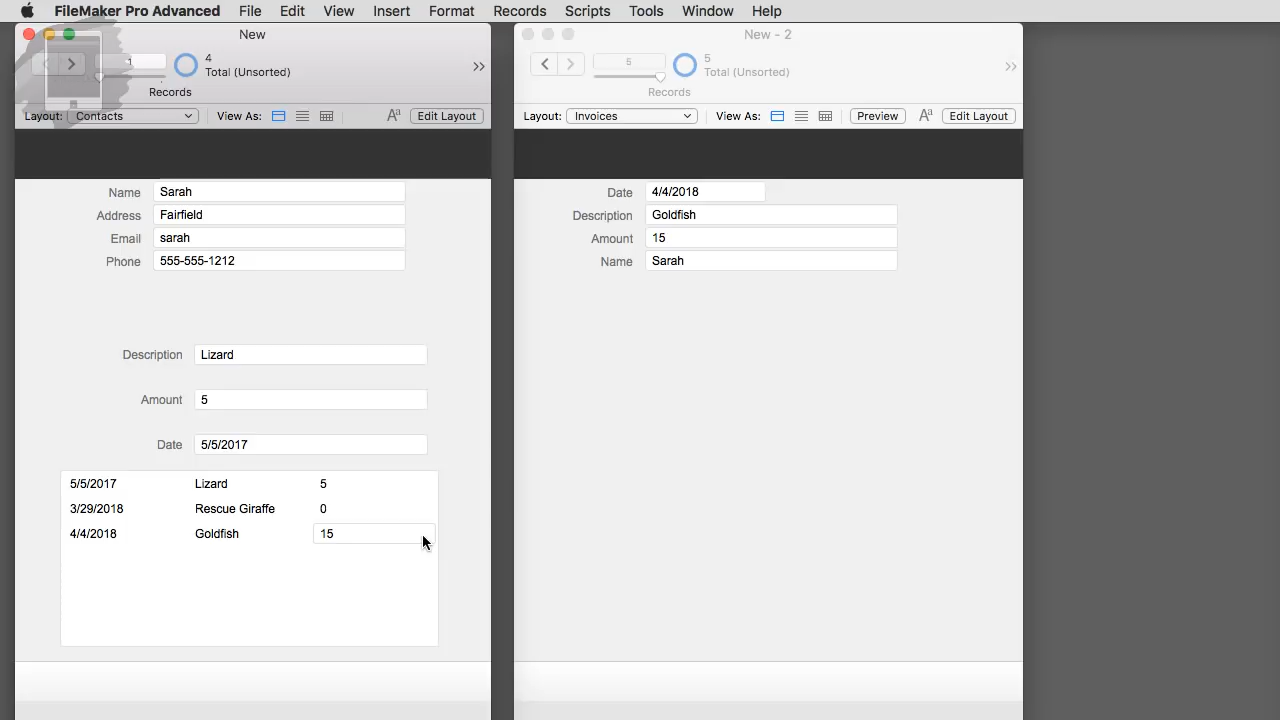 FileMaker Pro Advanced File Edit View Insert Format Records Scripts Tools Window Help
New
1
4
Total (Unsorted)
Records
Layout: Contacts View As: Aa Edit Layout
Name Sarah
Address Fairfield
Email sarah
Phone 555-555-1212
Description Lizard
Amount 5
Date 5/5/2017
5/5/2017 Lizard 5
3/29/2018 Rescue Giraffe 0
4/4/2018 Goldfish 15
New - 2
5
5
Total (Unsorted)
Records
Layout: Invoices View As: Preview Aa Edit Layout
Date 4/4/2018
Description Goldfish
Amount 15
Name Sarah